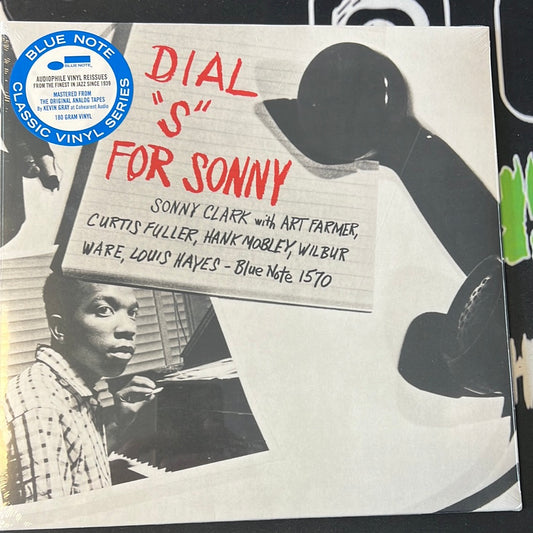 BLUE NOTE
BLUE NOTE
AUDIOPHILE VINYL REISSUES
FROM THE FINEST IN JAZZ SINCE 1939
MASTERED FROM
THE ORIGINAL ANALOG TAPES
By KEVIN GRAY at Cohearent Audio
180 GRAM VINYL
CLASSIC VINYL SERIES
DIAL
"S"
FOR SONNY
SONNY CLARK with ART FARMER,
CURTIS FULLER, HANK MOBLEY, WILBUR
WARE, LOUIS HAYES - Blue Note 1570